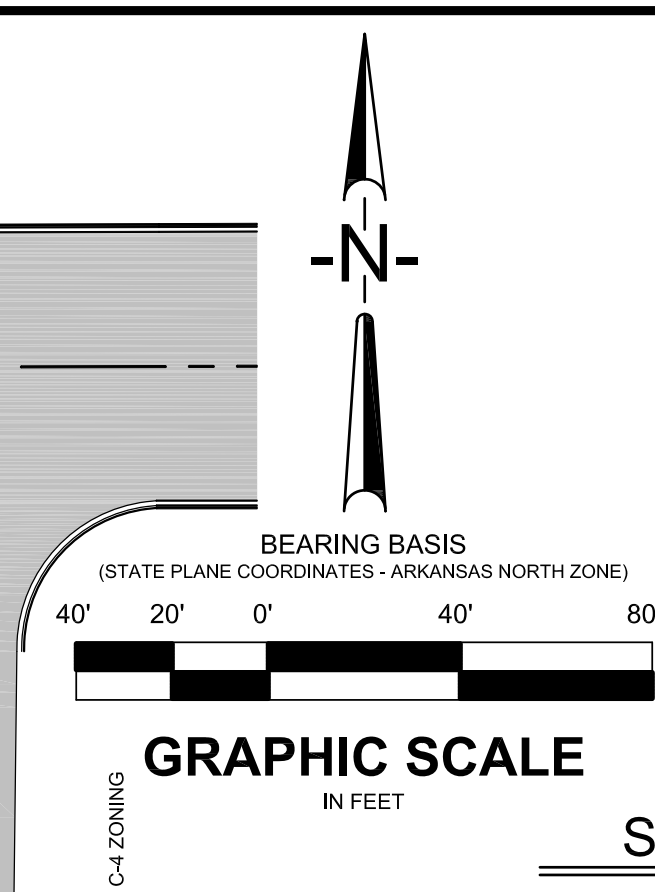 -N-
BEARING BASIS
(STATE PLANE COORDINATES - ARKANSAS NORTH ZONE)
40' 20' 0' 40' 80
GRAPHIC SCALE
IN FEET
C-4 ZONING
S